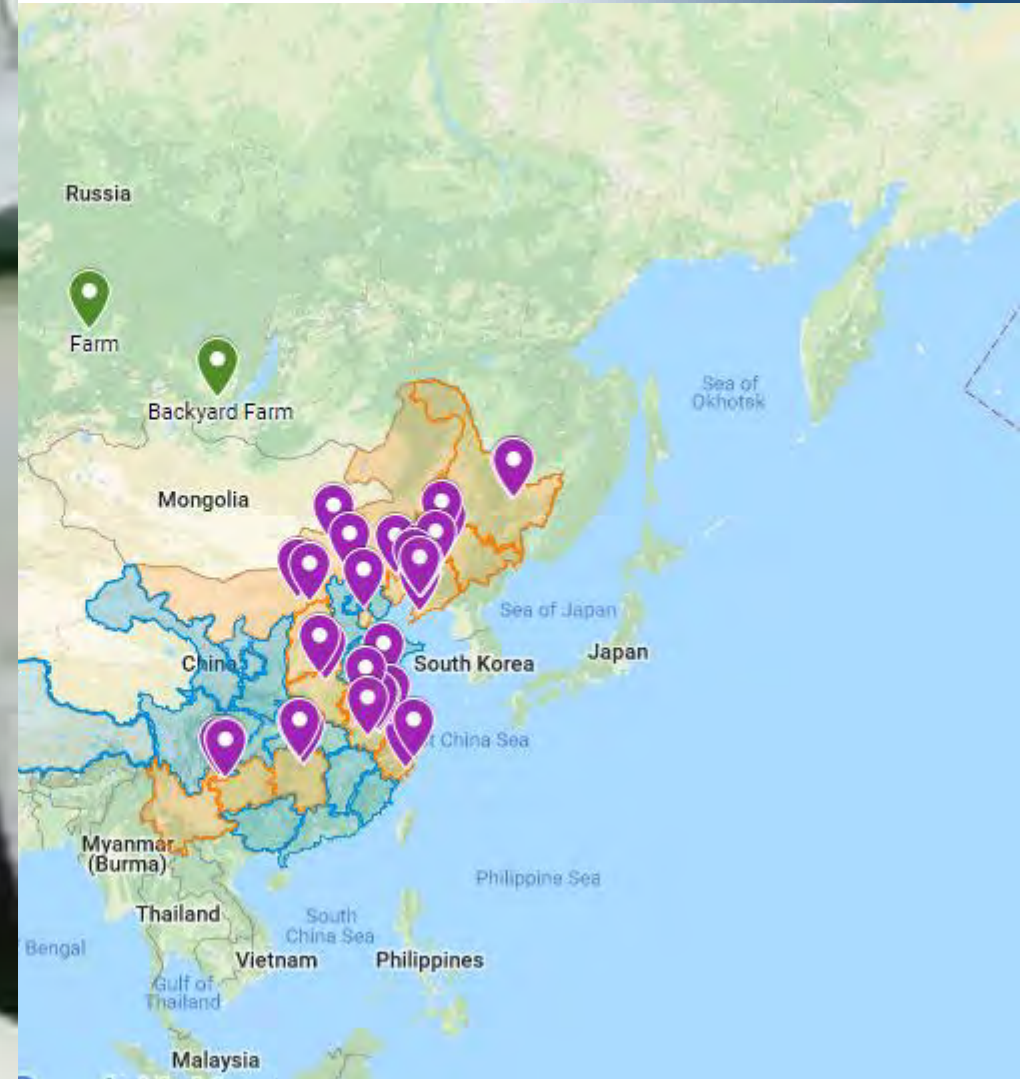 Russia
Farm
Backyard Farm
Sea of
Okhotsk
Mongolia
Sea of Japan
Japan
China
South Korea
t China Sea
Myanmar
(Burma)
Philippine Sea
Thailand
South
China Sea
Bengal
Vietnam
Philippines
Gulf of
Thailand
Malaysia